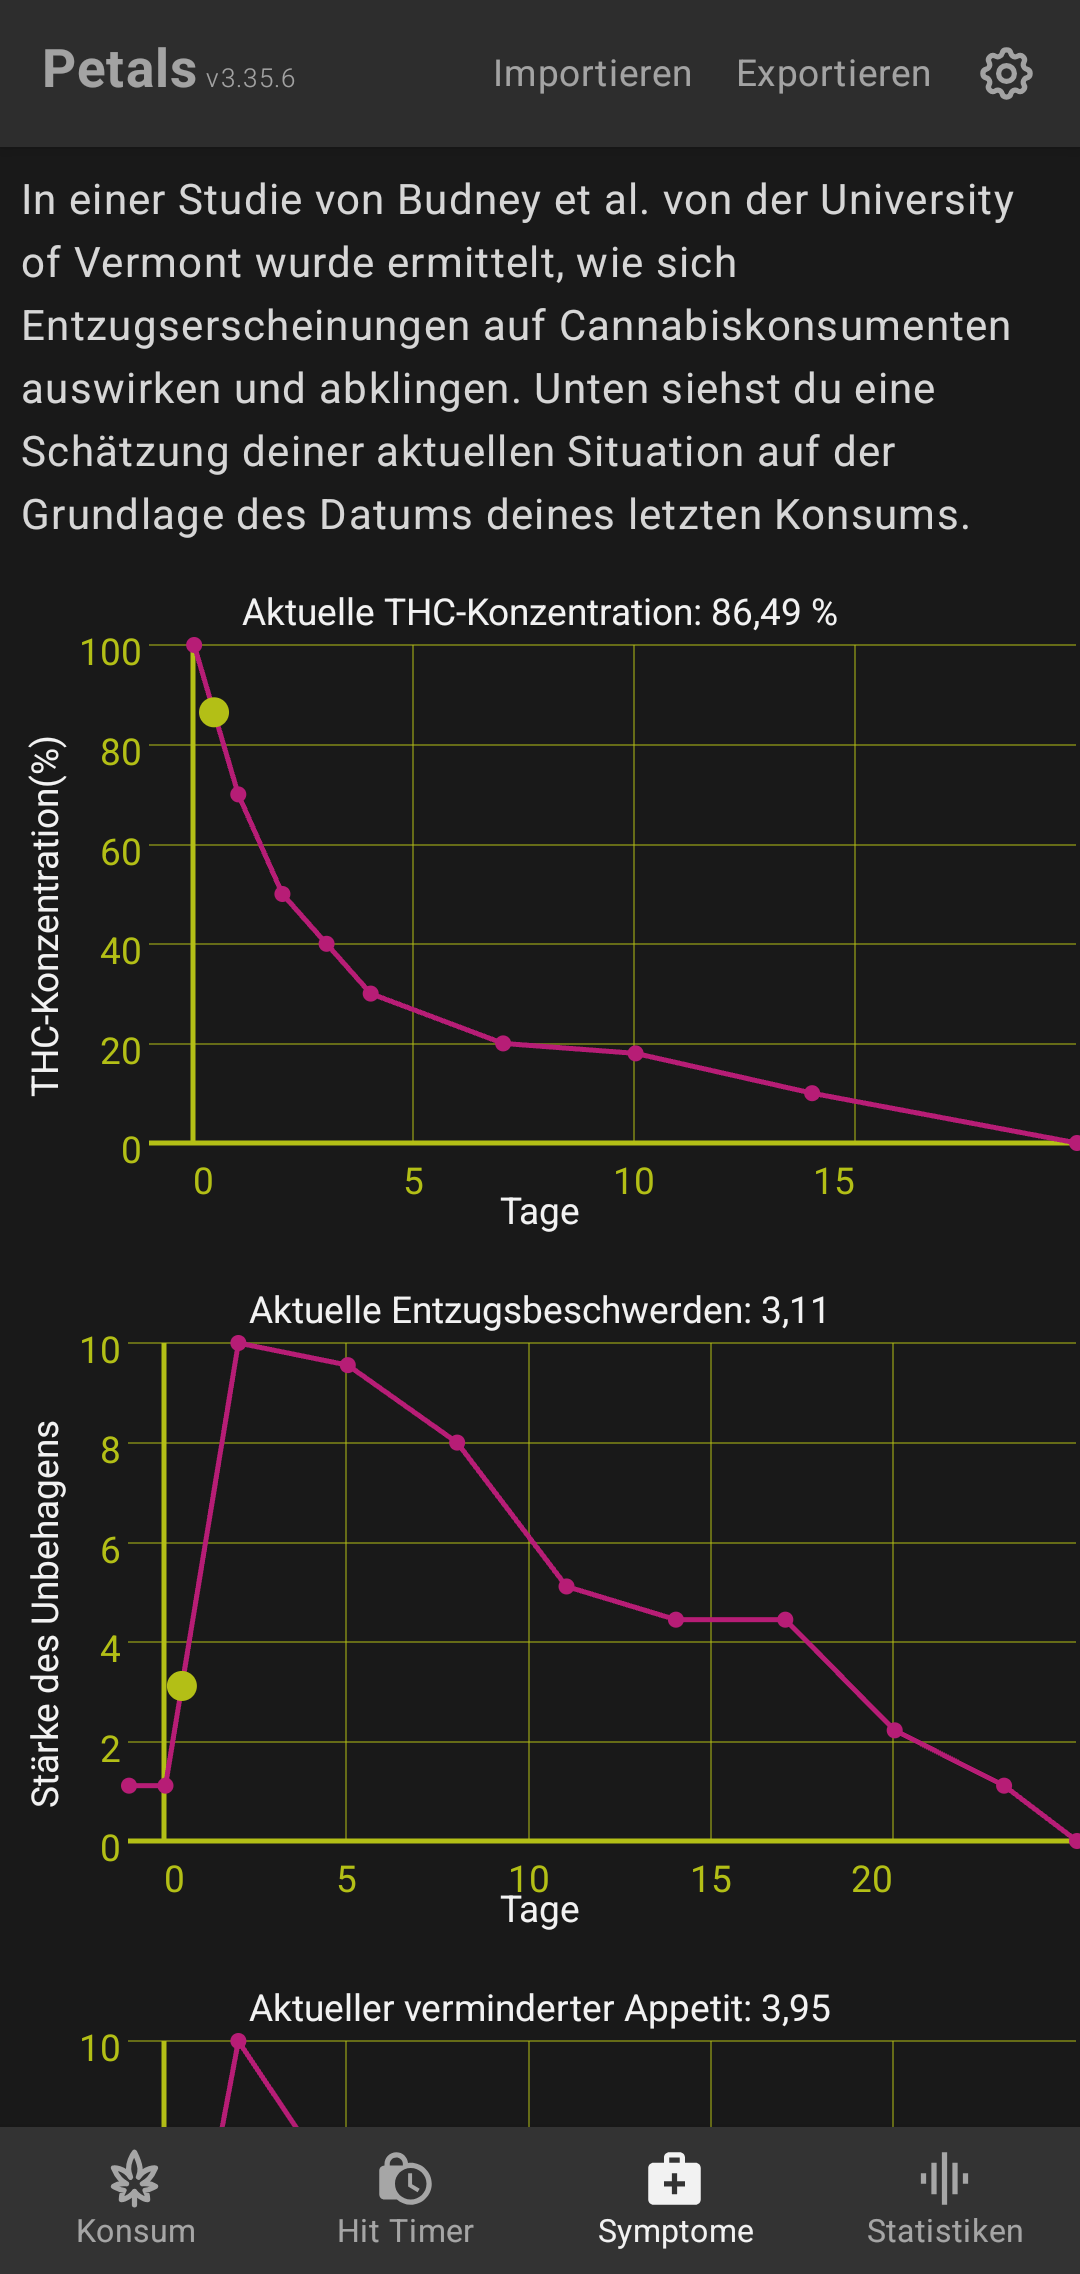 Petals v3.35.6 Importieren Exportieren
In einer Studie von Budney et al. von der University
of Vermont wurde ermittelt, wie sich
Entzugserscheinungen auf Cannabiskonsumenten
auswirken und abklingen. Unten siehst du eine
Schätzung deiner aktuellen Situation auf der
Grundlage des Datums deines letzten Konsums.
Aktuelle THC-Konzentration: 86,49 %
THC-Konzentration(%)
100
80
60
40
20
0
0 5 10 15
Tage
Aktuelle Entzugsbeschwerden: 3,11
Stärke des Unbehagens
10
8
6
4
2
0
0 5 10 15 20
Tage
Aktueller verminderter Appetit: 3,95
10
Konsum Hit Timer Symptome Statistiken